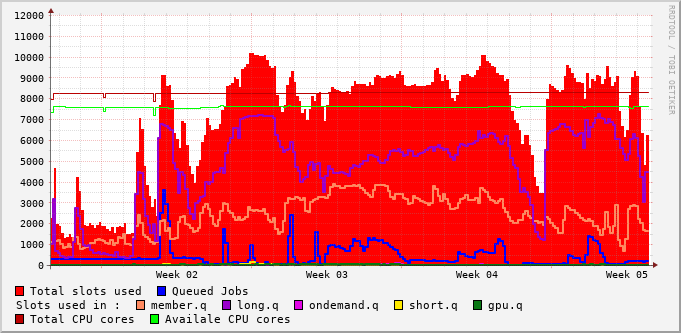 12000
11000
10000
9000
8000
7000
6000
5000
4000
3000
2000
1000
0
Week 02 Week 03 Week 04 Week 05
RRDTOOL / TOBI OETIKER
Total slots used Queued Jobs
Slots used in : member.q long.q ondemand.q short.q gpu.q
Total CPU cores Availale CPU cores